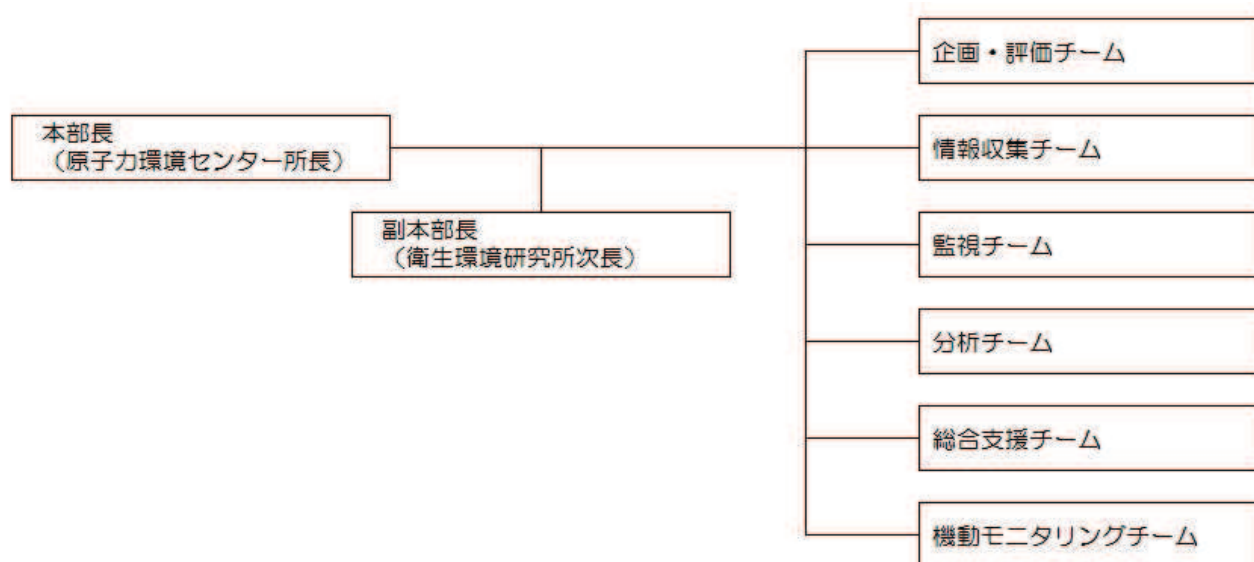 本部長
（原子力環境センター所長）
副本部長
（衛生環境研究所次長）
企画・評価チーム
情報収集チーム
監視チーム
分析チーム
総合支援チーム
機動モニタリングチーム